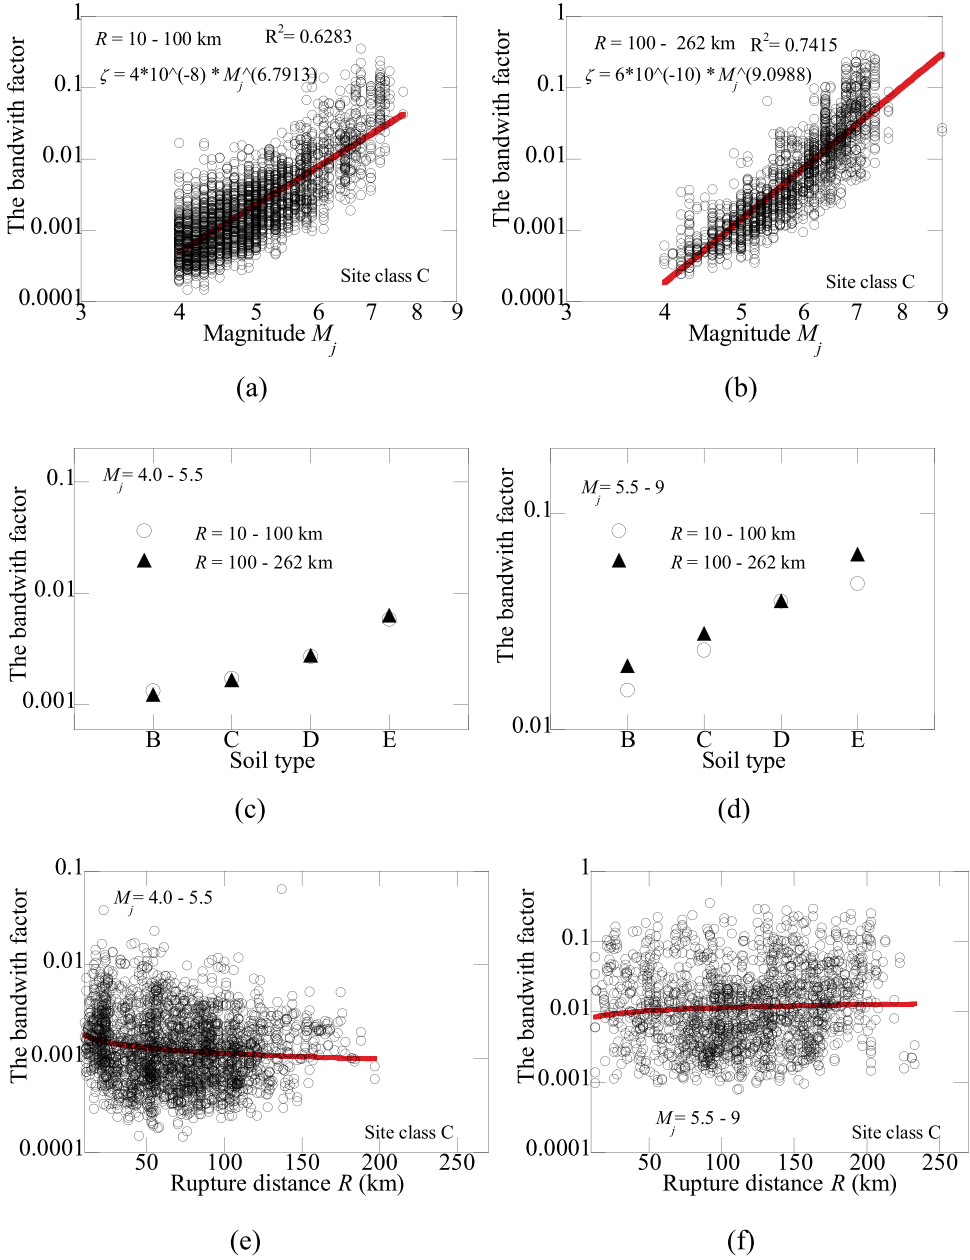 1
R = 10 - 100 km
R²= 0.6283
ζ = 4*10^(-8) * Mj^(6.7913)
0.1
0.01
0.001
0.0001
The bandwith factor
Site class C
3 4 5 6 7 8 9
Magnitude Mj
(a)
1
R = 100 - 262 km
R²= 0.7415
ζ = 6*10^(-10) * Mj^(9.0988)
0.1
0.01
0.001
0.0001
The bandwith factor
Site class C
3 4 5 6 7 8 9
Magnitude Mj
(b)
Mj= 4.0 - 5.5
R = 10 - 100 km
R = 100 - 262 km
0.1
0.01
0.001
The bandwith factor
B C D E
Soil type
(c)
Mj= 5.5 - 9
R = 10 - 100 km
R = 100 - 262 km
0.1
0.01
The bandwith factor
B C D E
Soil type
(d)
0.1
Mj= 4.0 - 5.5
0.01
0.001
0.0001
The bandwith factor
Site class C
50 100 150 200 250
Rupture distance R (km)
(e)
1
0.1
0.01
0.001
0.0001
The bandwith factor
Mj= 5.5 - 9
Site class C
50 100 150 200 250
Rupture distance R (km)
(f)